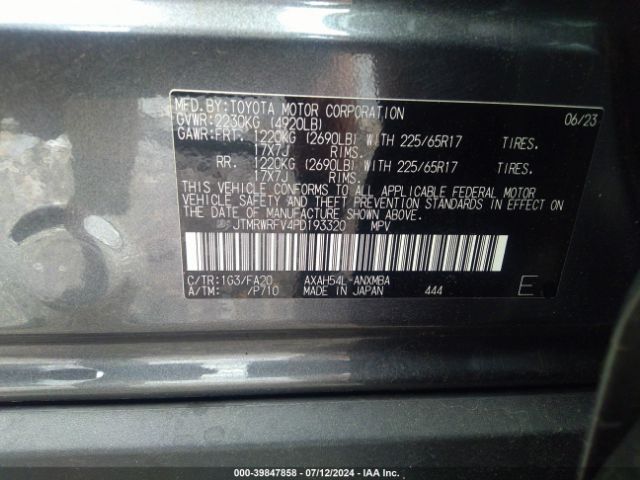 MFD.BY:TOYOTA MOTOR CORPORATION 06/23
GVWR:2230KG (4920LB)
GAWR:FRT. 1220KG (2690LB) WITH 225/65R17 TIRES.
17X7J RIMS.
RR. 1220KG (2690LB) WITH 225/65R17 TIRES.
17X7J RIMS.
THIS VEHICLE CONFORMS TO ALL APPLICABLE FEDERAL MOTOR
VEHICLE SAFETY AND THEFT PREVENTION STANDARDS IN EFFECT ON
THE DATE OF MANUFACTURE SHOWN ABOVE.
JTMRWRFV4PD193320 MPV
C/TR:1G3/FA20 AXAH54L-ANXMBA
A/TM: /P710 MADE IN JAPAN 444 E
000-39847858 - 07/12/2024 - IAA Inc.